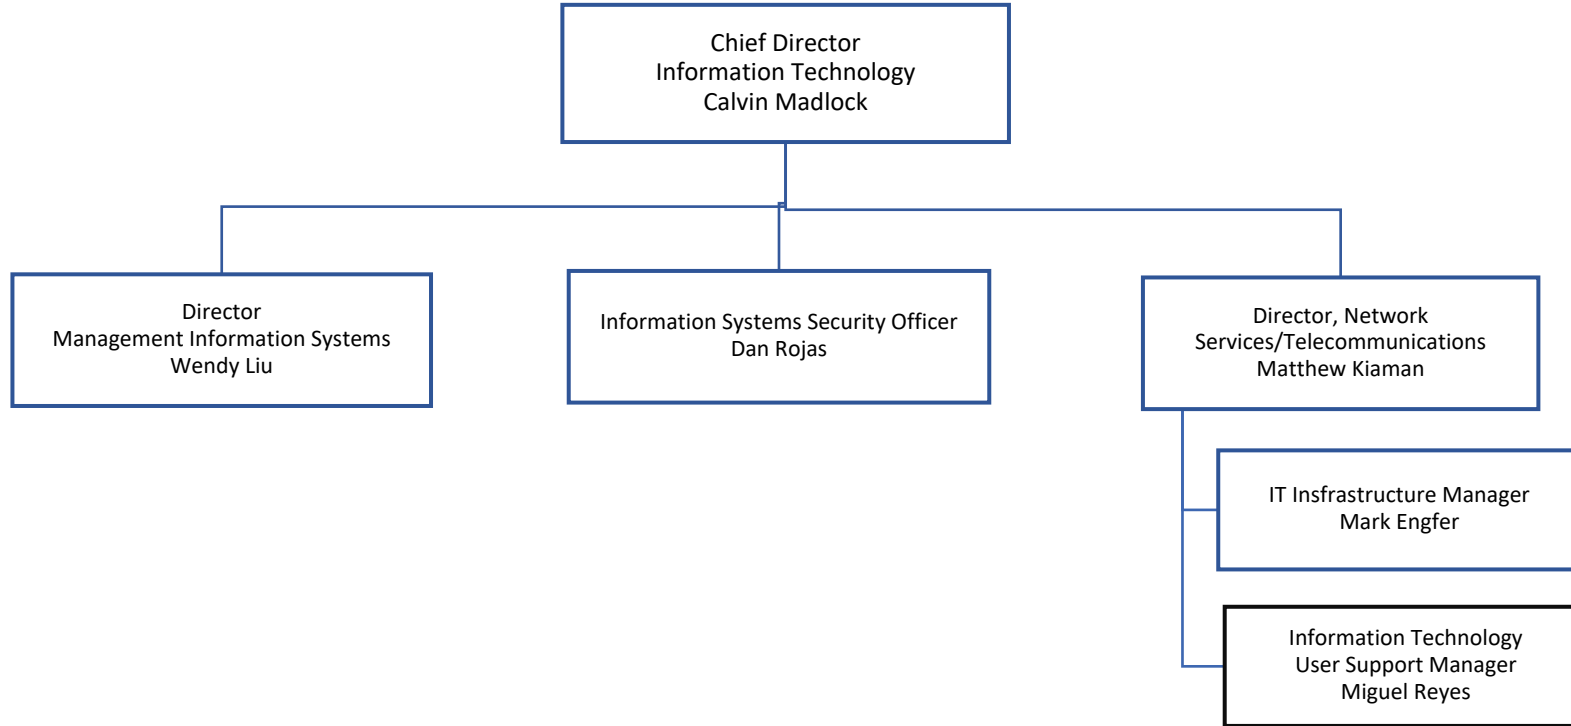 Chief Director
Information Technology
Calvin Madlock
Director
Management Information Systems
Wendy Liu
Information Systems Security Officer
Dan Rojas
Director, Network
Services/Telecommunications
Matthew Kiaman
IT Insfrastructure Manager
Mark Engfer
Information Technology
User Support Manager
Miguel Reyes